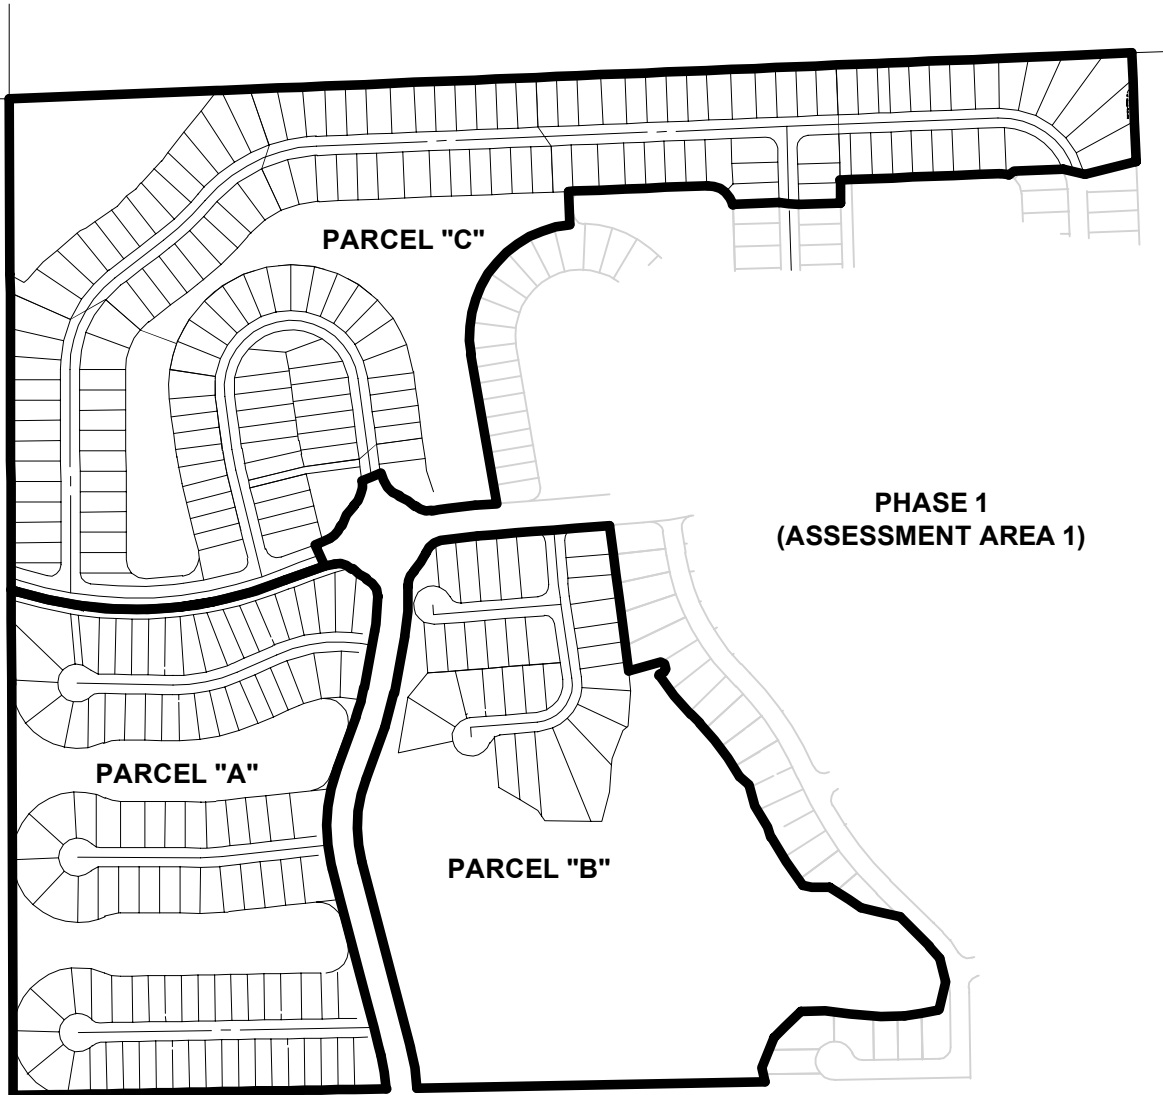 PARCEL "C"
PHASE 1
(ASSESSMENT AREA 1)
PARCEL "A"
PARCEL "B"